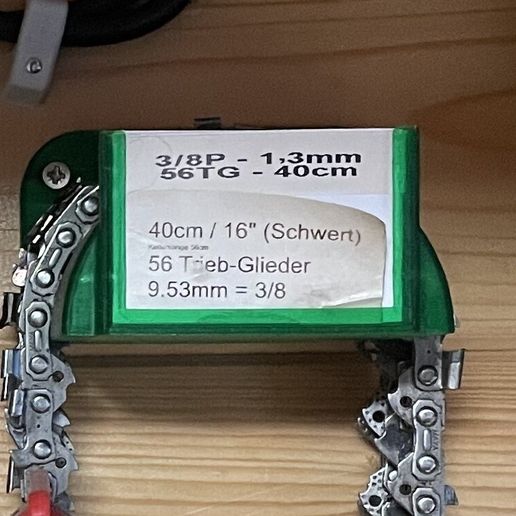 3/8P - 1,3mm
56TG - 40cm
40cm / 16" (Schwert)
56 Trieb-Glieder
9.53mm = 3/8